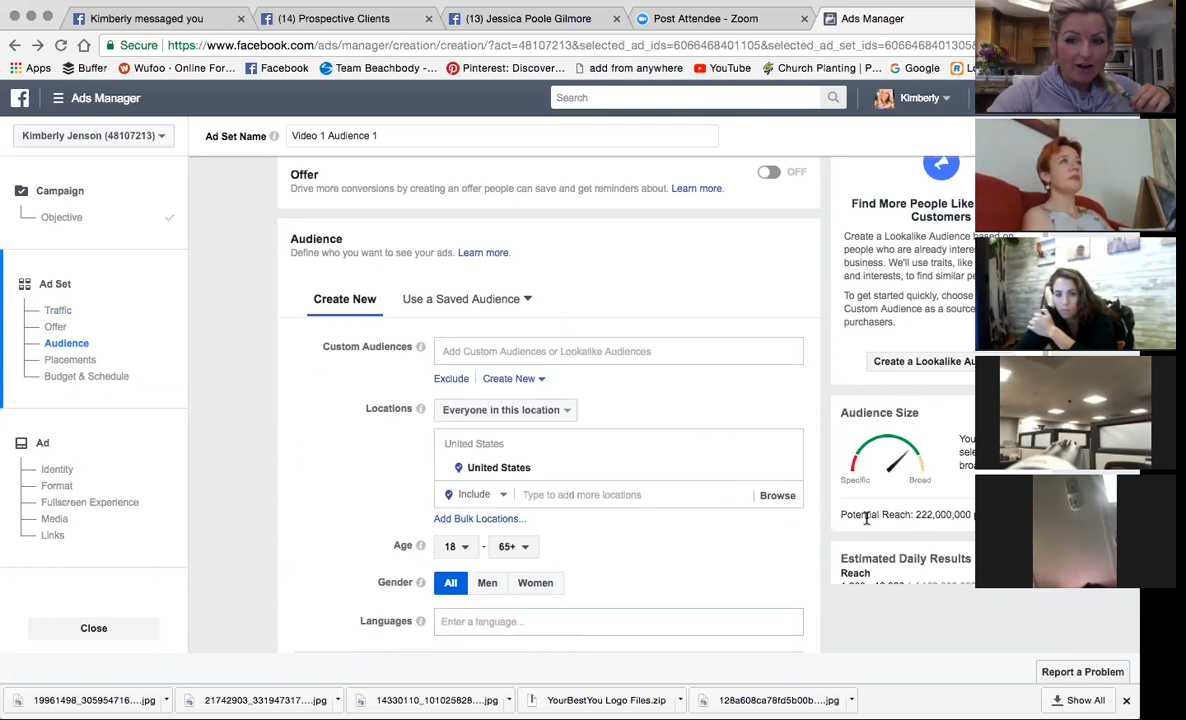 Kimberly messaged you
(14) Prospective Clients
(13) Jessica Poole Gilmore
Post Attendee - Zoom
Ads Manager
Secure
https://www.facebook.com/ads/manager/creation/creation/?act=48107213&selected_ad_ids=6066468401105&selected_ad_set_ids=606646840130
Apps
Buffer
Wufoo - Online For...
Facebook
Team Beachbody -...
Pinterest: Discover...
add from anywhere
YouTube
Church Planting | P...
Google
Ads Manager
Search
Kimberly
Kimberly Jenson (48107213)
Ad Set Name
Video 1 Audience 1
Campaign
Objective
Ad Set
Traffic
Offer
Audience
Placements
Budget & Schedule
Ad
Identity
Format
Fullscreen Experience
Media
Links
Close
Offer
OFF
Drive more conversions by creating an offer people can save and get reminders about. Learn more.
Audience
Define who you want to see your ads. Learn more.
Create New
Use a Saved Audience
Custom Audiences
Add Custom Audiences or Lookalike Audiences
Exclude
Create New
Locations
Everyone in this location
United States
United States
Include
Type to add more locations
Browse
Add Bulk Locations...
Age
18 - 65+
Gender
All
Men
Women
Languages
Enter a language...
Find More People Like
Customers
Create a Lookalike Audience based on
people who are already intere
business. We'll use traits, like
and interests, to find similar pe
To get started quickly, choose
Custom Audience as a source
purchasers.
Create a Lookalike Au
Audience Size
Specific
Broad
You
sele
broa
Potential Reach: 222,000,000 p
Estimated Daily Results
Reach
Report a Problem
19961498_305954716....jpg
21742903_331947317....jpg
14330110_101025828....jpg
YourBestYou Logo Files.zip
128a608ca78fd5b00b....jpg
Show All